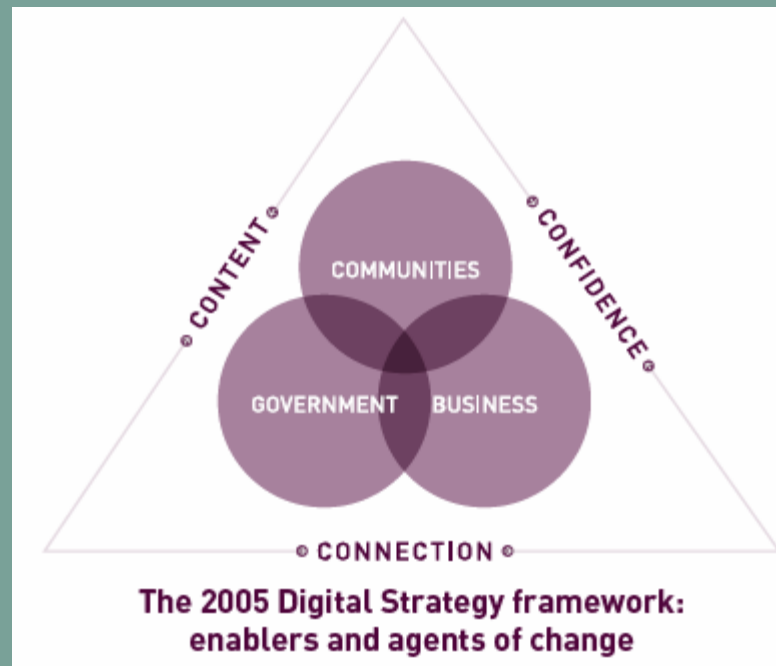 CONTENT
CONFIDENCE
COMMUNITIES
GOVERNMENT
BUSINESS
CONNECTION
The 2005 Digital Strategy framework:
enablers and agents of change